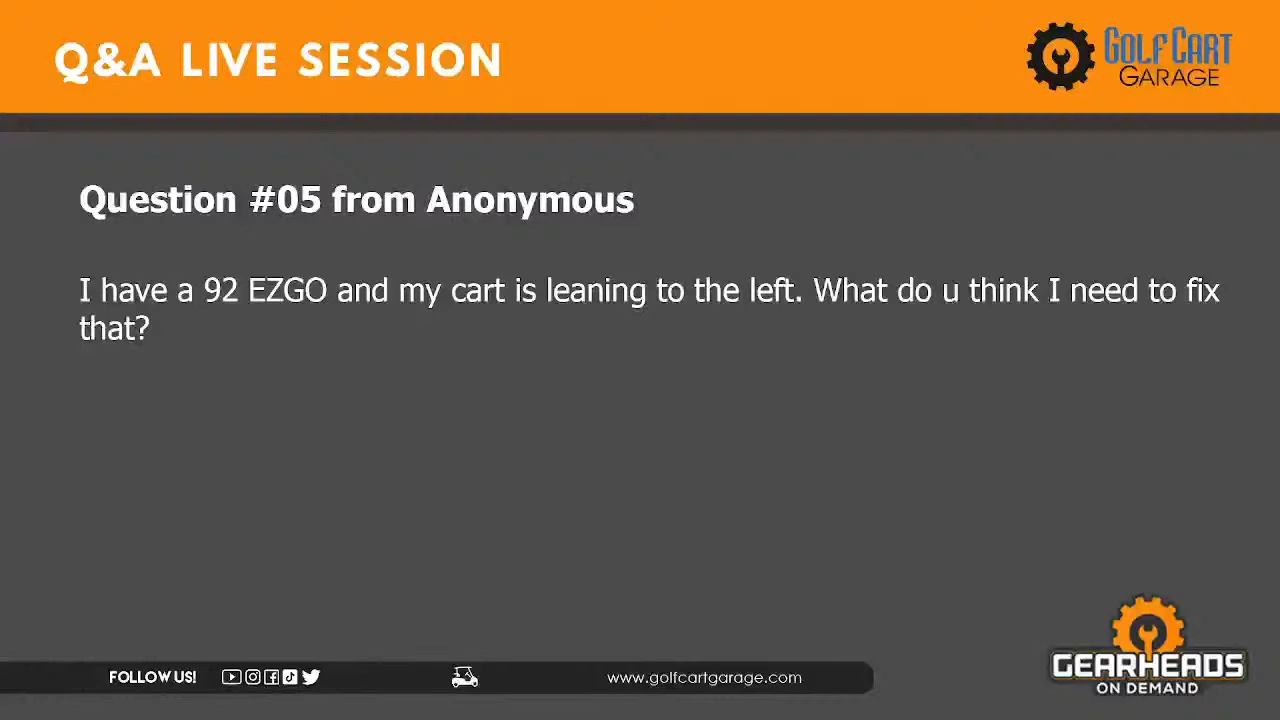 Q&A LIVE SESSION
GOLF CART
GARAGE
Question #05 from Anonymous
I have a 92 EZGO and my cart is leaning to the left. What do u think I need to fix
that?
GEARHEADS
ON DEMAND
FOLLOW US!
www.golfcartgarage.com